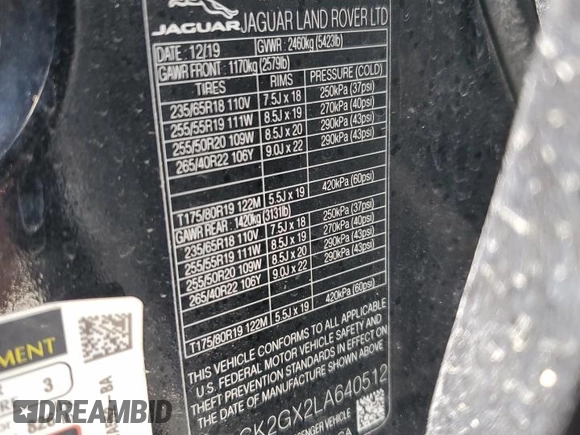 JAGUAR JAGUAR LAND ROVER LTD
DATE : 12/19 GVWR : 2460kg (5423lb)
GAWR FRONT : 1170kg (2579lb)
TIRES RIMS PRESSURE (COLD)
235/65R18 110V 7.5J x 18 250kPa (37psi)
255/55R19 111W 8.5J x 19 270kPa (40psi)
255/50R20 109W 8.5J x 20 290kPa (43psi)
265/40R22 106Y 9.0J x 22 290kPa (43psi)
T175/80R19 122M 5.5J x 19 420kPa (60psi)
GAWR REAR : 1420kg (3131lb)
235/65R18 110V 7.5J x 18 250kPa (37psi)
255/55R19 111W 8.5J x 19 270kPa (40psi)
255/50R20 109W 8.5J x 20 290kPa (43psi)
265/40R22 106Y 9.0J x 22 290kPa (43psi)
T175/80R19 122M 5.5J x 19 420kPa (60psi)
THIS VEHICLE CONFORMS TO ALL APPLICABLE
U.S. FEDERAL MOTOR VEHICLE SAFETY AND
THEFT PREVENTION STANDARDS IN EFFECT ON
THE DATE OF MANUFACTURE SHOWN ABOVE.
CK2GX2LA640512
EMENT
3
BA
DREAMBID.COM